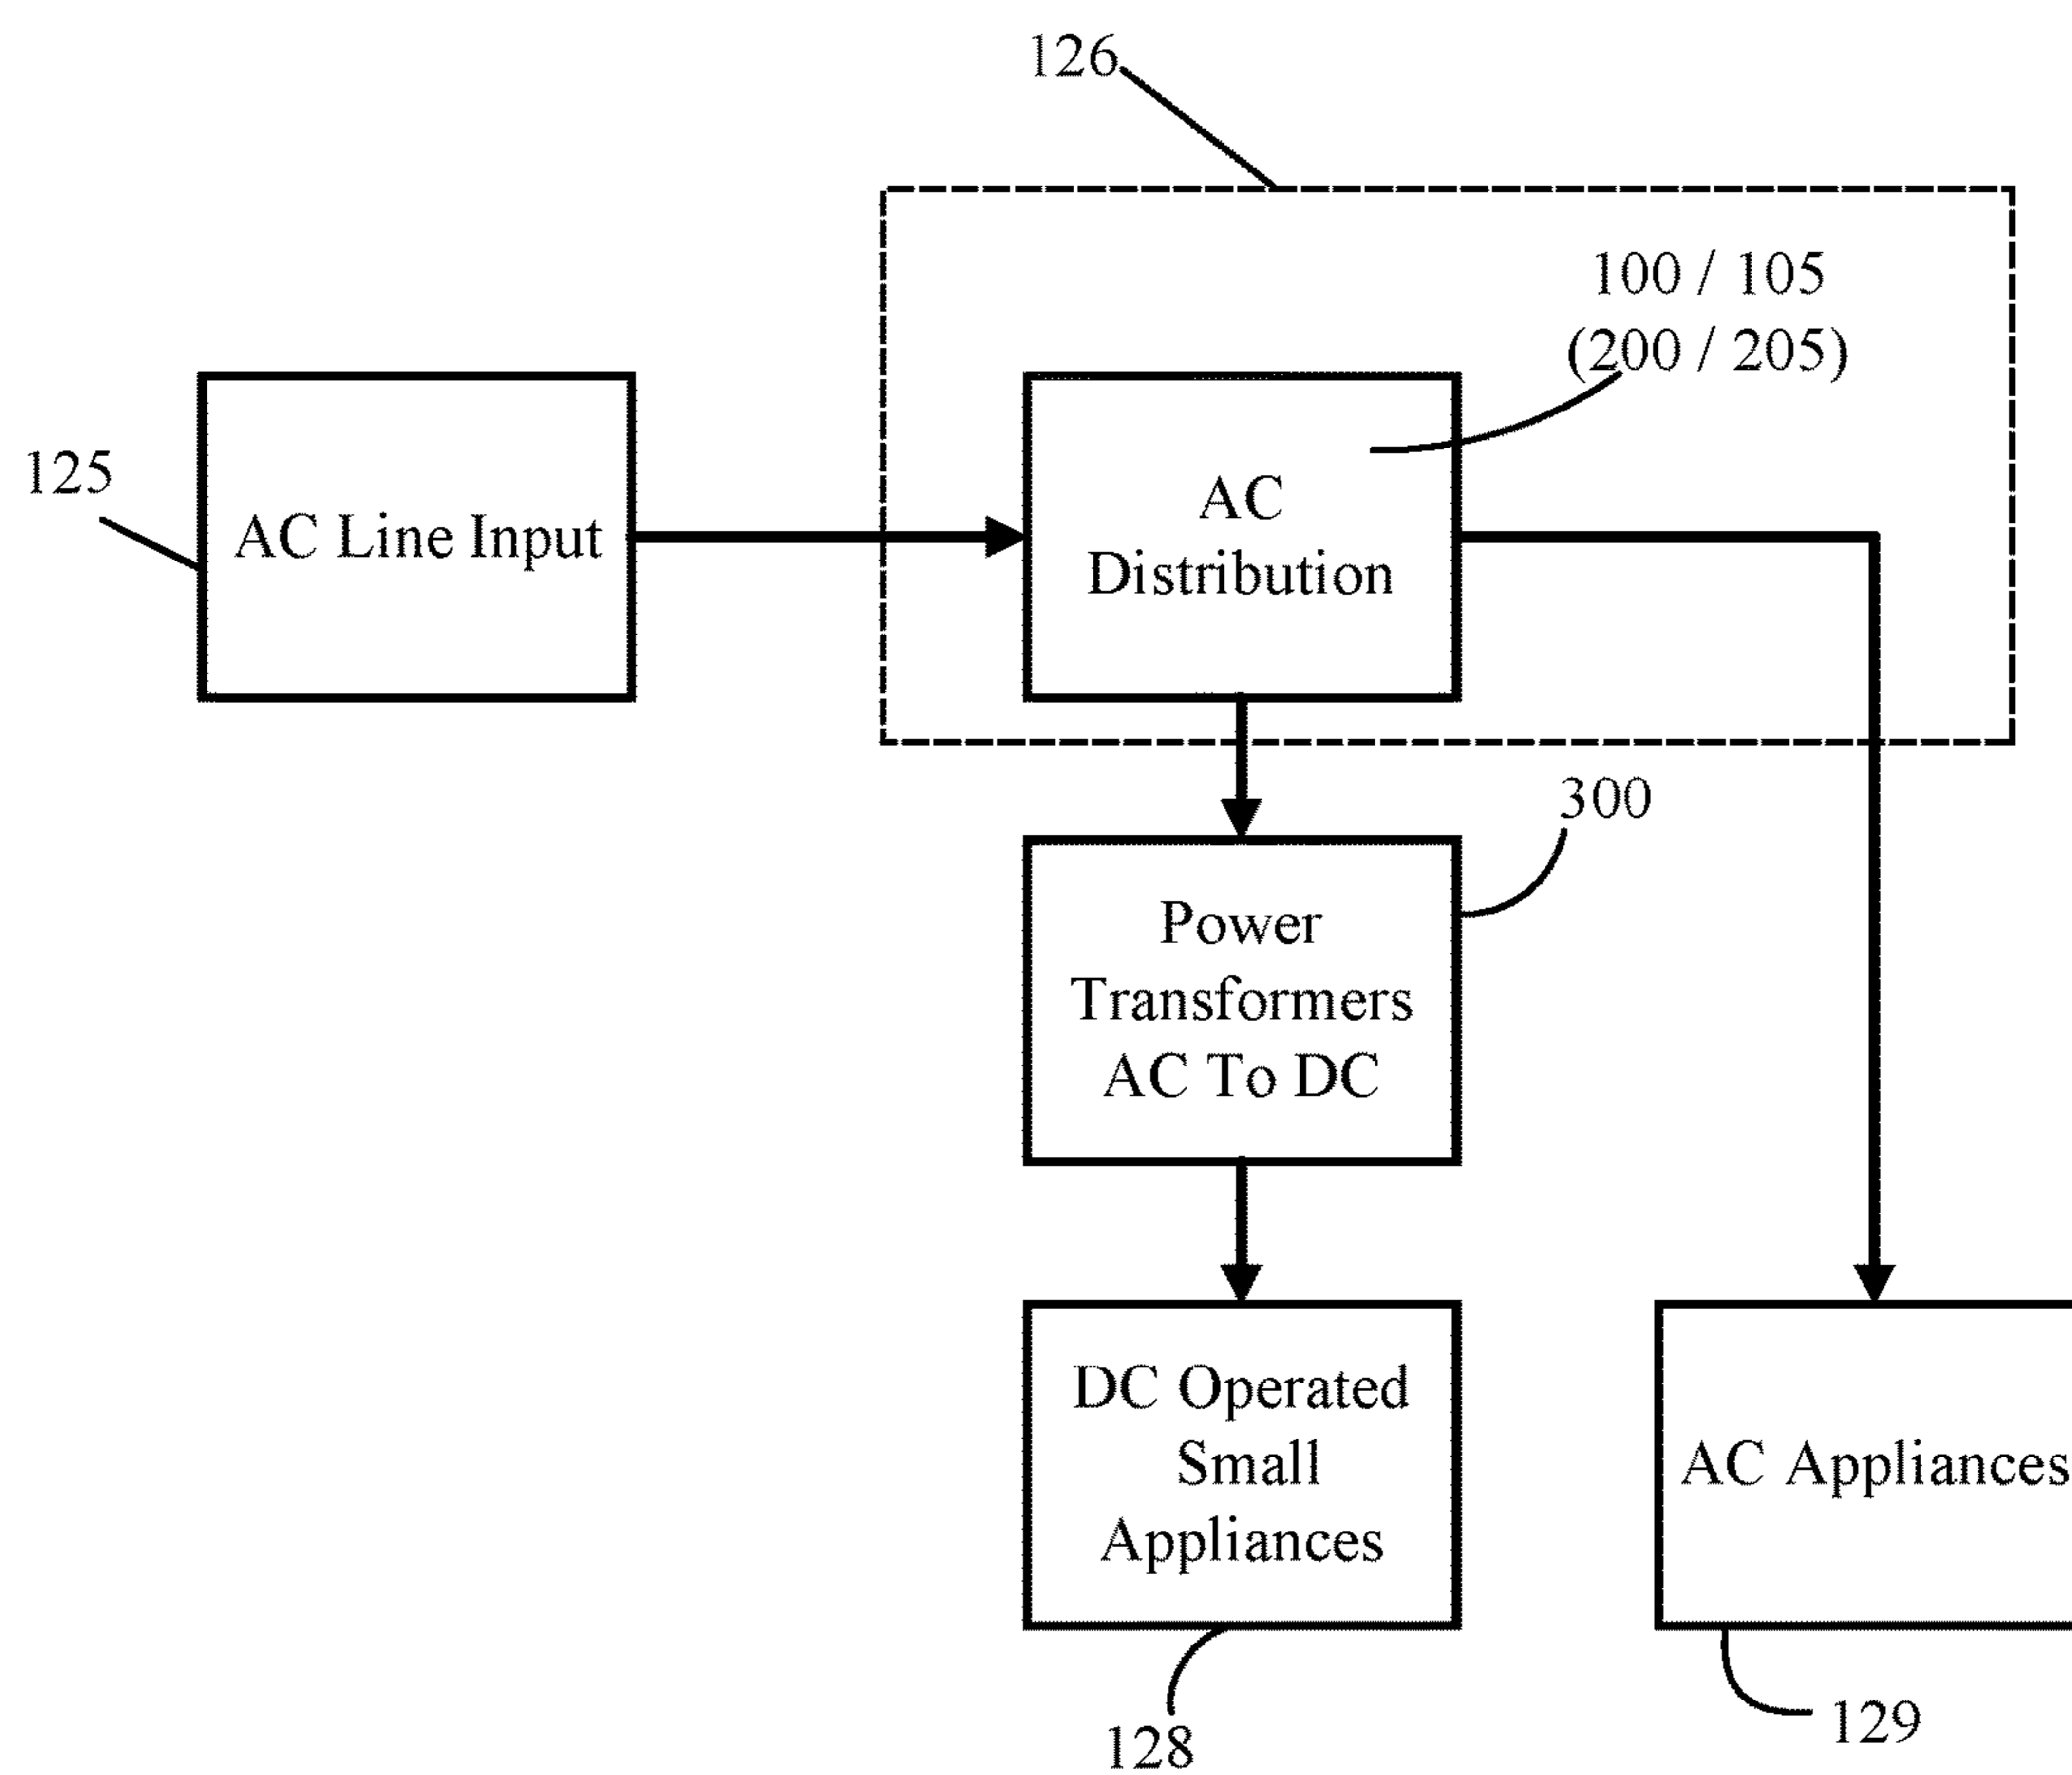 126
100 / 105
(200 / 205)
125
AC Line Input
AC
Distribution
300
Power
Transformers
AC To DC
DC Operated
Small
Appliances
AC Appliances
128
129